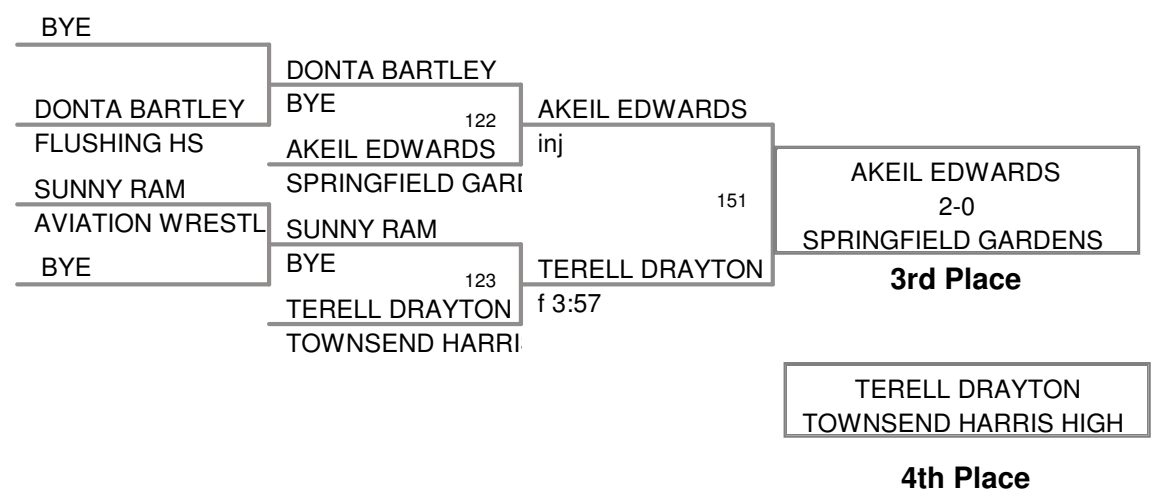 BYE
DONTA BARTLEY
FLUSHING HS
SUNNY RAM
AVIATION WRESTL
BYE
DONTA BARTLEY
BYE
122
AKEIL EDWARDS
SPRINGFIELD GARD
SUNNY RAM
BYE
123
TERELL DRAYTON
TOWNSEND HARRIS
AKEIL EDWARDS
inj
151
TERELL DRAYTON
f 3:57
AKEIL EDWARDS
2-0
SPRINGFIELD GARDENS
3rd Place
TERELL DRAYTON
TOWNSEND HARRIS HIGH
4th Place